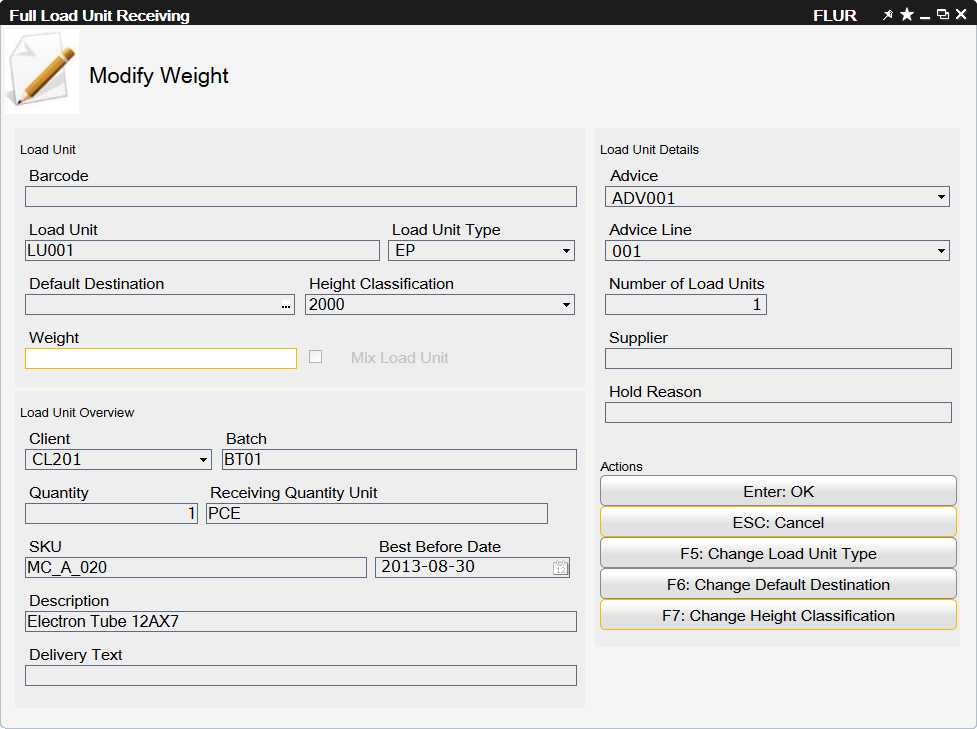 Full Load Unit Receiving FLUR
Modify Weight
Load Unit
Barcode
Load Unit Load Unit Type
LU001 EP
Default Destination Height Classification
... 2000
Weight
Mix Load Unit
Load Unit Overview
Client Batch
CL201 BT01
Quantity Receiving Quantity Unit
1 PCE
SKU Best Before Date
MC_A_020 2013-08-30 12
Description
Electron Tube 12AX7
Delivery Text
Load Unit Details
Advice
ADV001
Advice Line
001
Number of Load Units
1
Supplier
Hold Reason
Actions
Enter: OK
ESC: Cancel
F5: Change Load Unit Type
F6: Change Default Destination
F7: Change Height Classification